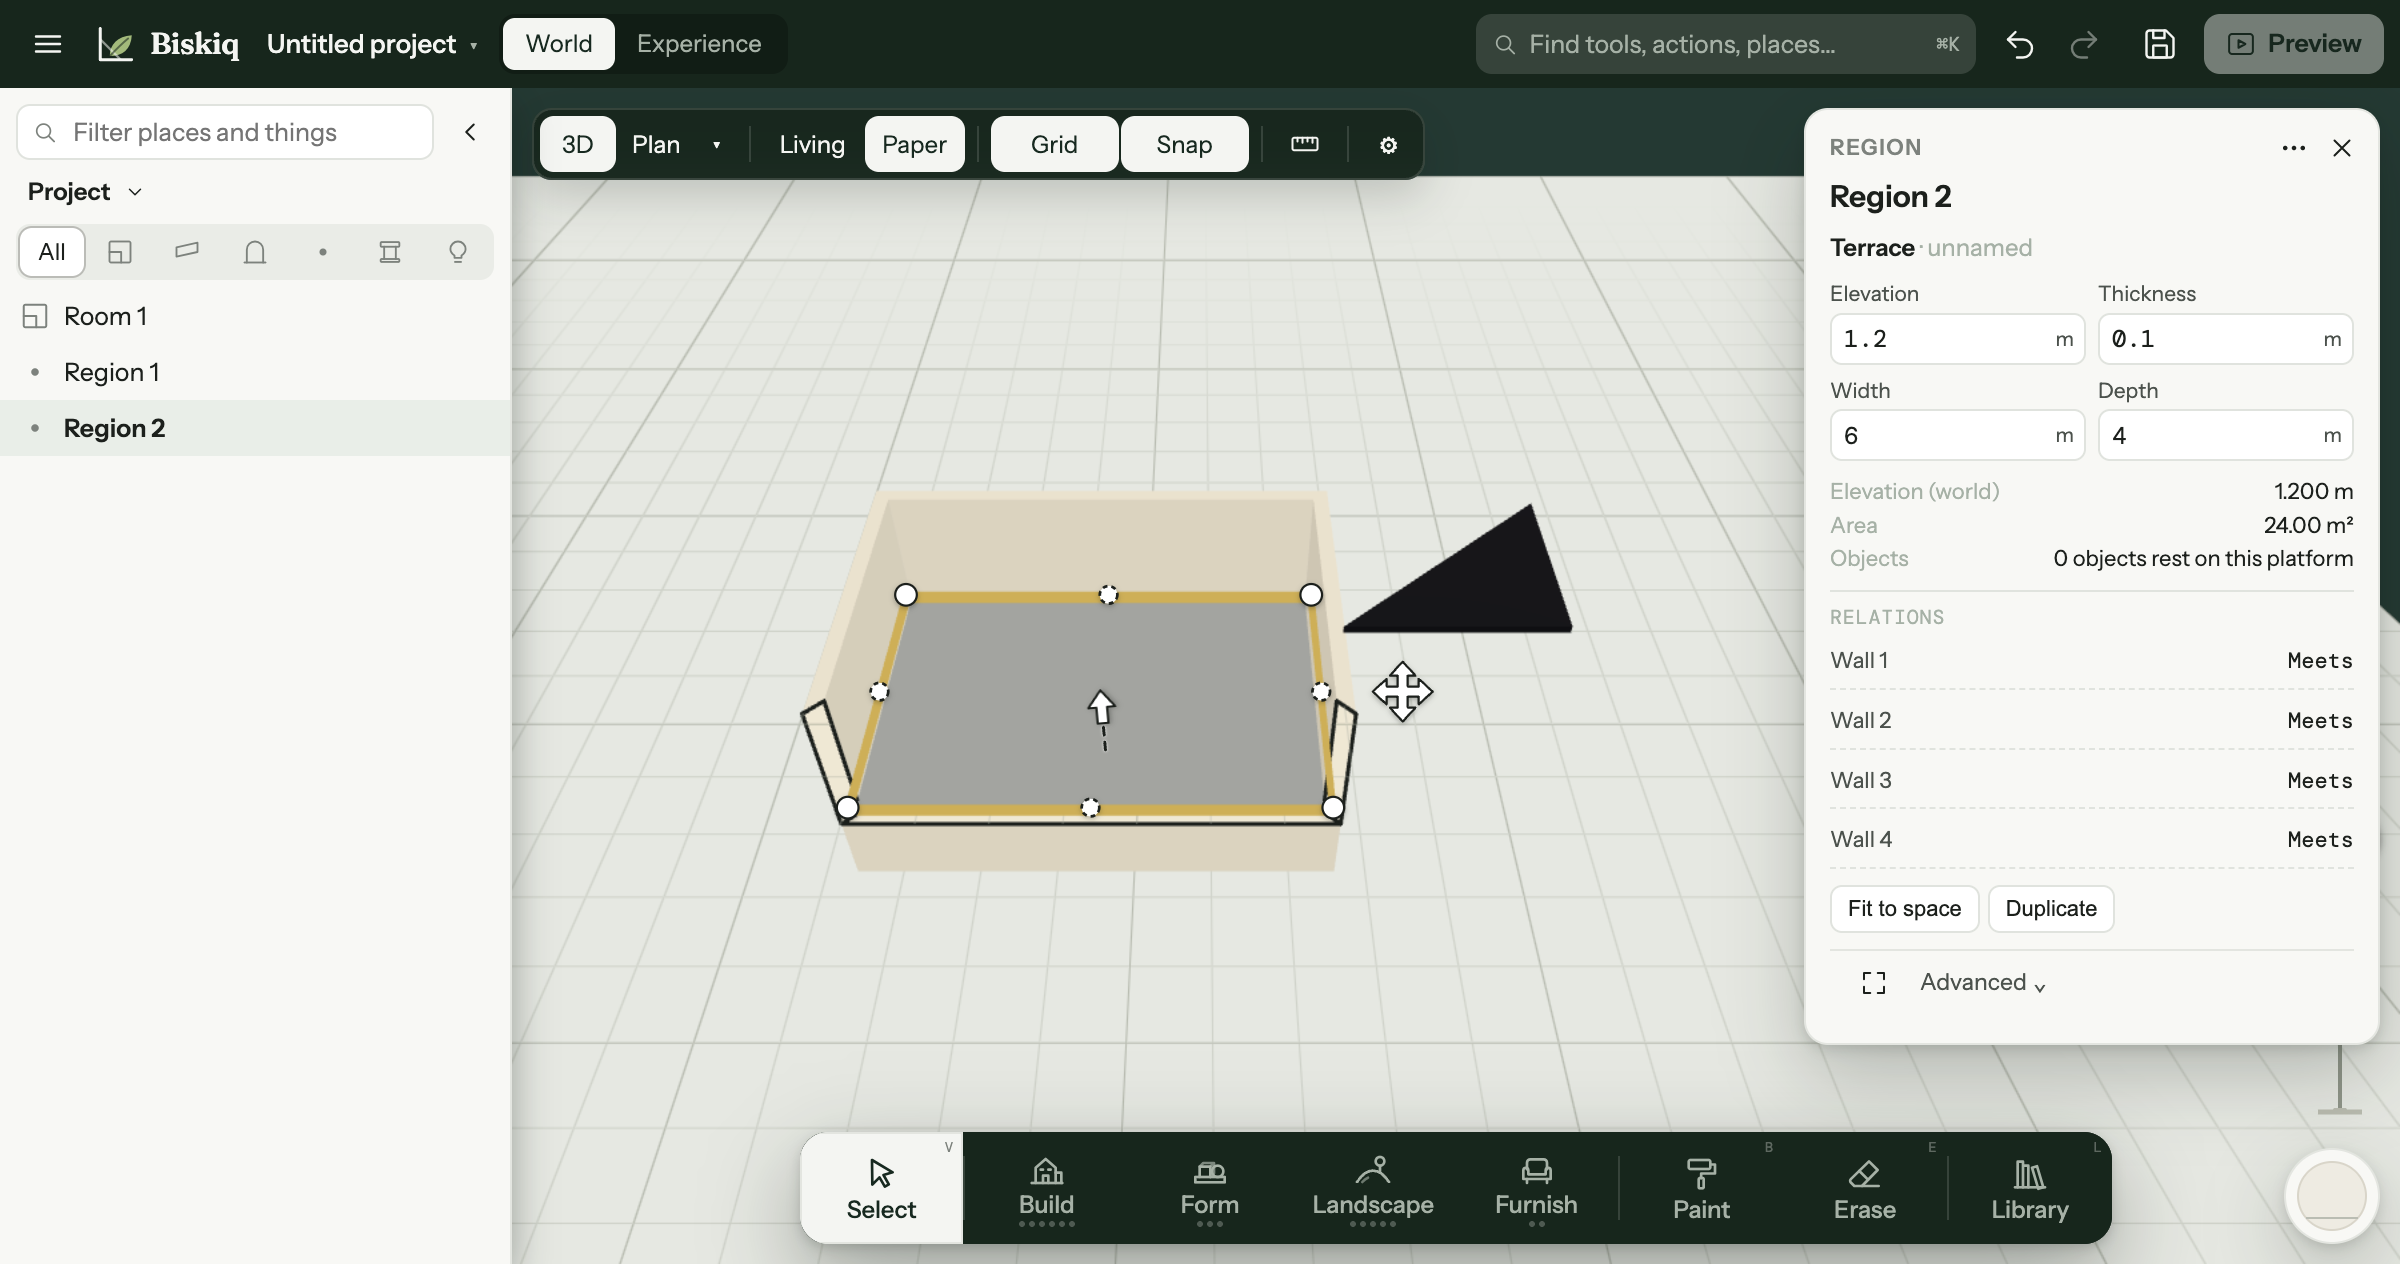 Biskiq
Untitled project
World
Experience
Find tools, actions, places...
⌘K
Preview
Filter places and things
Project
All
Room 1
Region 1
Region 2
3D
Plan
Living
Paper
Grid
Snap
REGION
Region 2
Terrace · unnamed
Elevation
Thickness
1.2 m
0.1 m
Width
Depth
6 m
4 m
Elevation (world) 1.200 m
Area 24.00 m²
Objects 0 objects rest on this platform
RELATIONS
Wall 1 Meets
Wall 2 Meets
Wall 3 Meets
Wall 4 Meets
Fit to space
Duplicate
Advanced
Select V
Build
Form
Landscape
Furnish
Paint B
Erase E
Library L